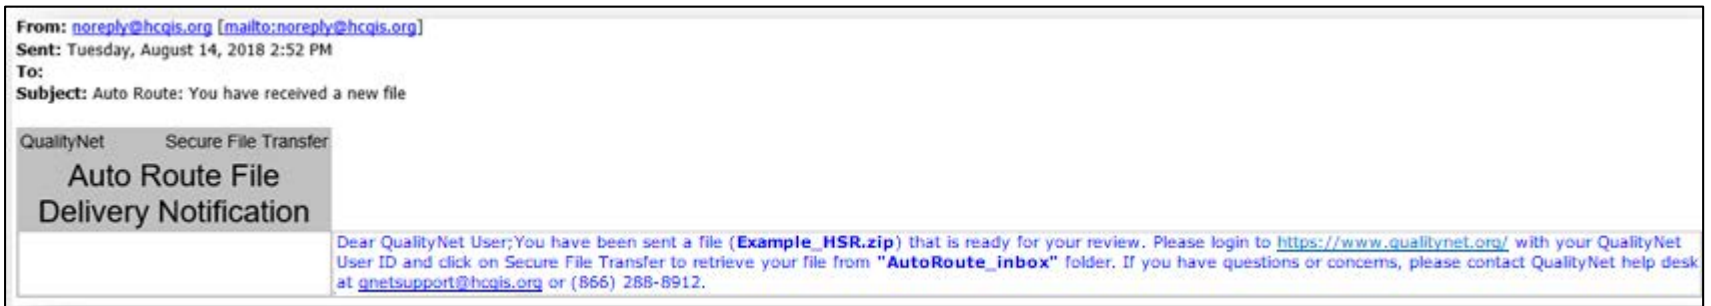 From: noreply@hcqis.org [mailto:noreply@hcqis.org]
Sent: Tuesday, August 14, 2018 2:52 PM
To:
Subject: Auto Route: You have received a new file
QualityNet Secure File Transfer
Auto Route File
Delivery Notification
Dear QualityNet User;You have been sent a file (Example_HSR.zip) that is ready for your review. Please login to https://www.qualitynet.org/ with your QualityNet
User ID and click on Secure File Transfer to retrieve your file from "AutoRoute_inbox" folder. If you have questions or concerns, please contact QualityNet help desk
at qnetsupport@hcqis.org or (866) 288-8912.